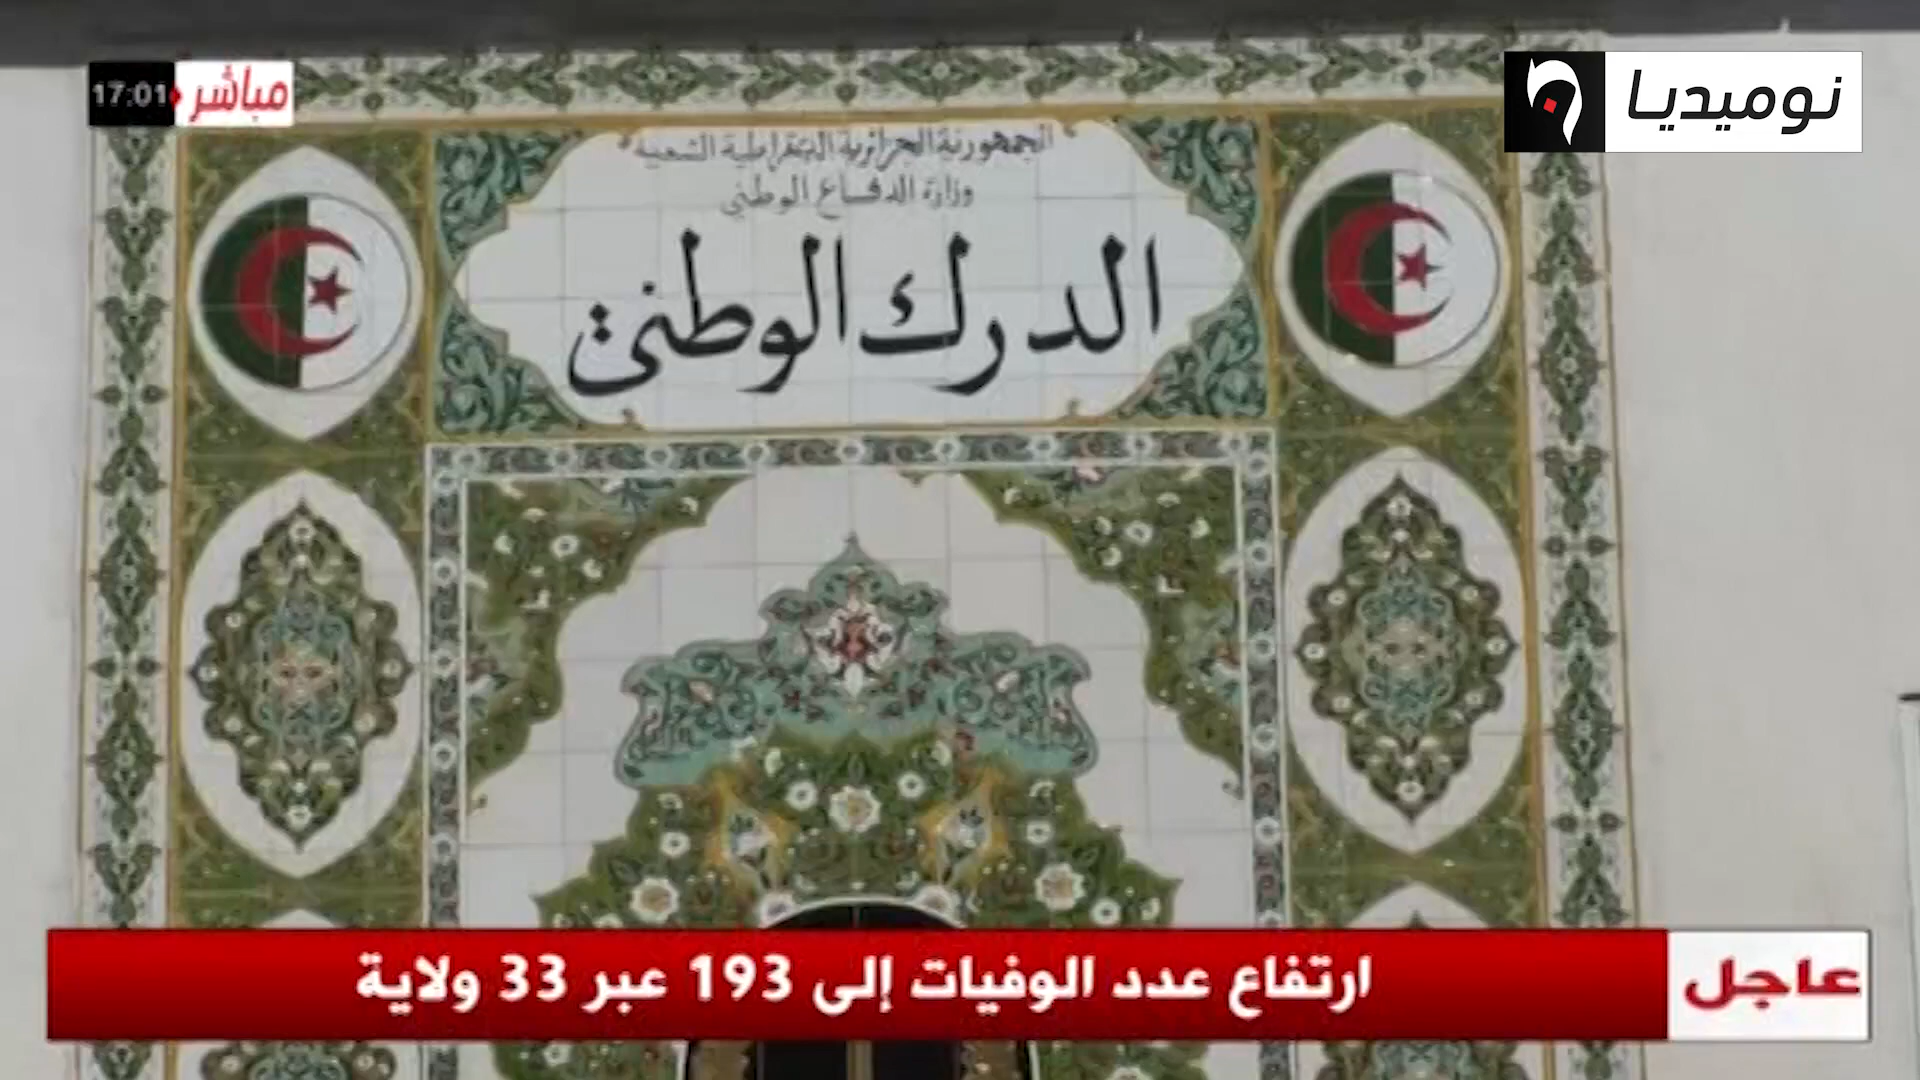 17:01 مباشر
نوميديا
الجمهورية الجزائرية الديمقراطية الشعبية
وزارة الدفاع الوطني
الدرك الوطني
عاجل
ارتفاع عدد الوفيات إلى 193 عبر 33 ولاية